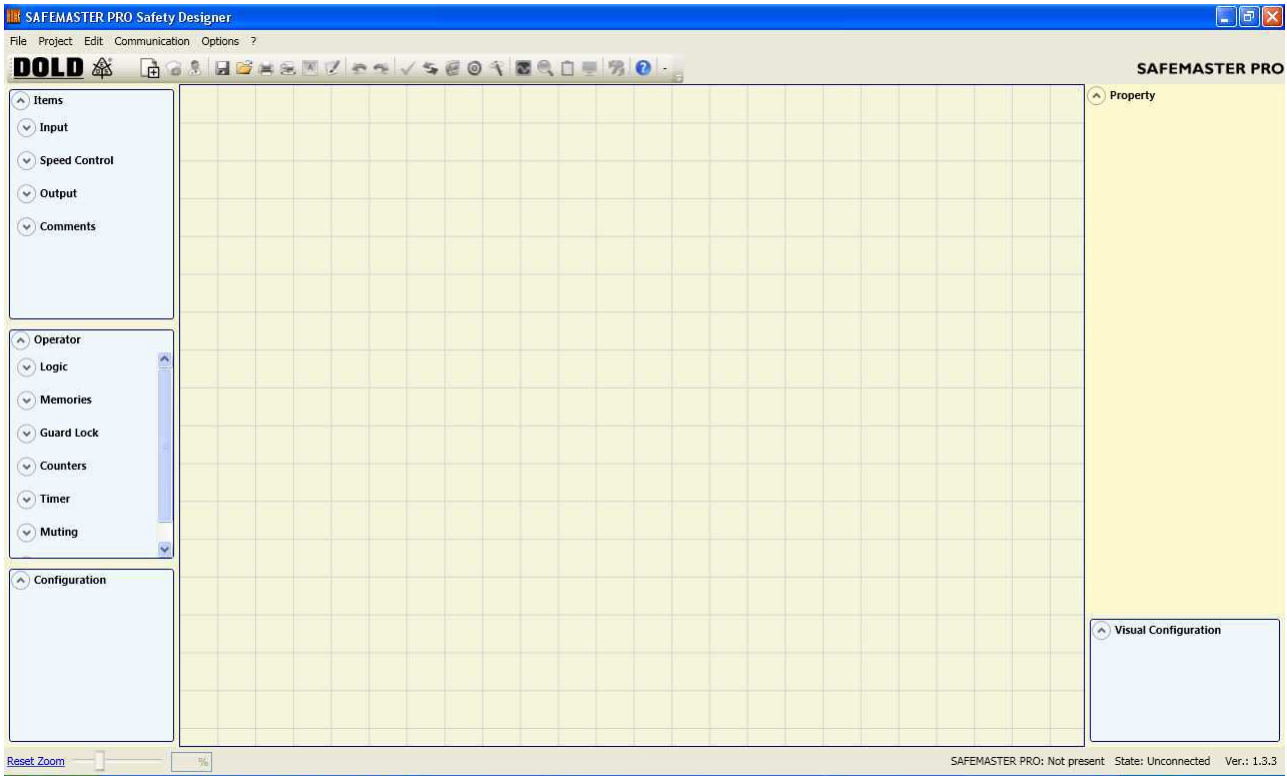 SAFEMASTER PRO Safety Designer
File Project Edit Communication Options ?
DOLD
SAFEMASTER PRO
Items
Input
Speed Control
Output
Comments
Operator
Logic
Memories
Guard Lock
Counters
Timer
Muting
Configuration
Property
Visual Configuration
Reset Zoom
%
SAFEMASTER PRO: Not present State: Unconnected Ver.: 1.3.3